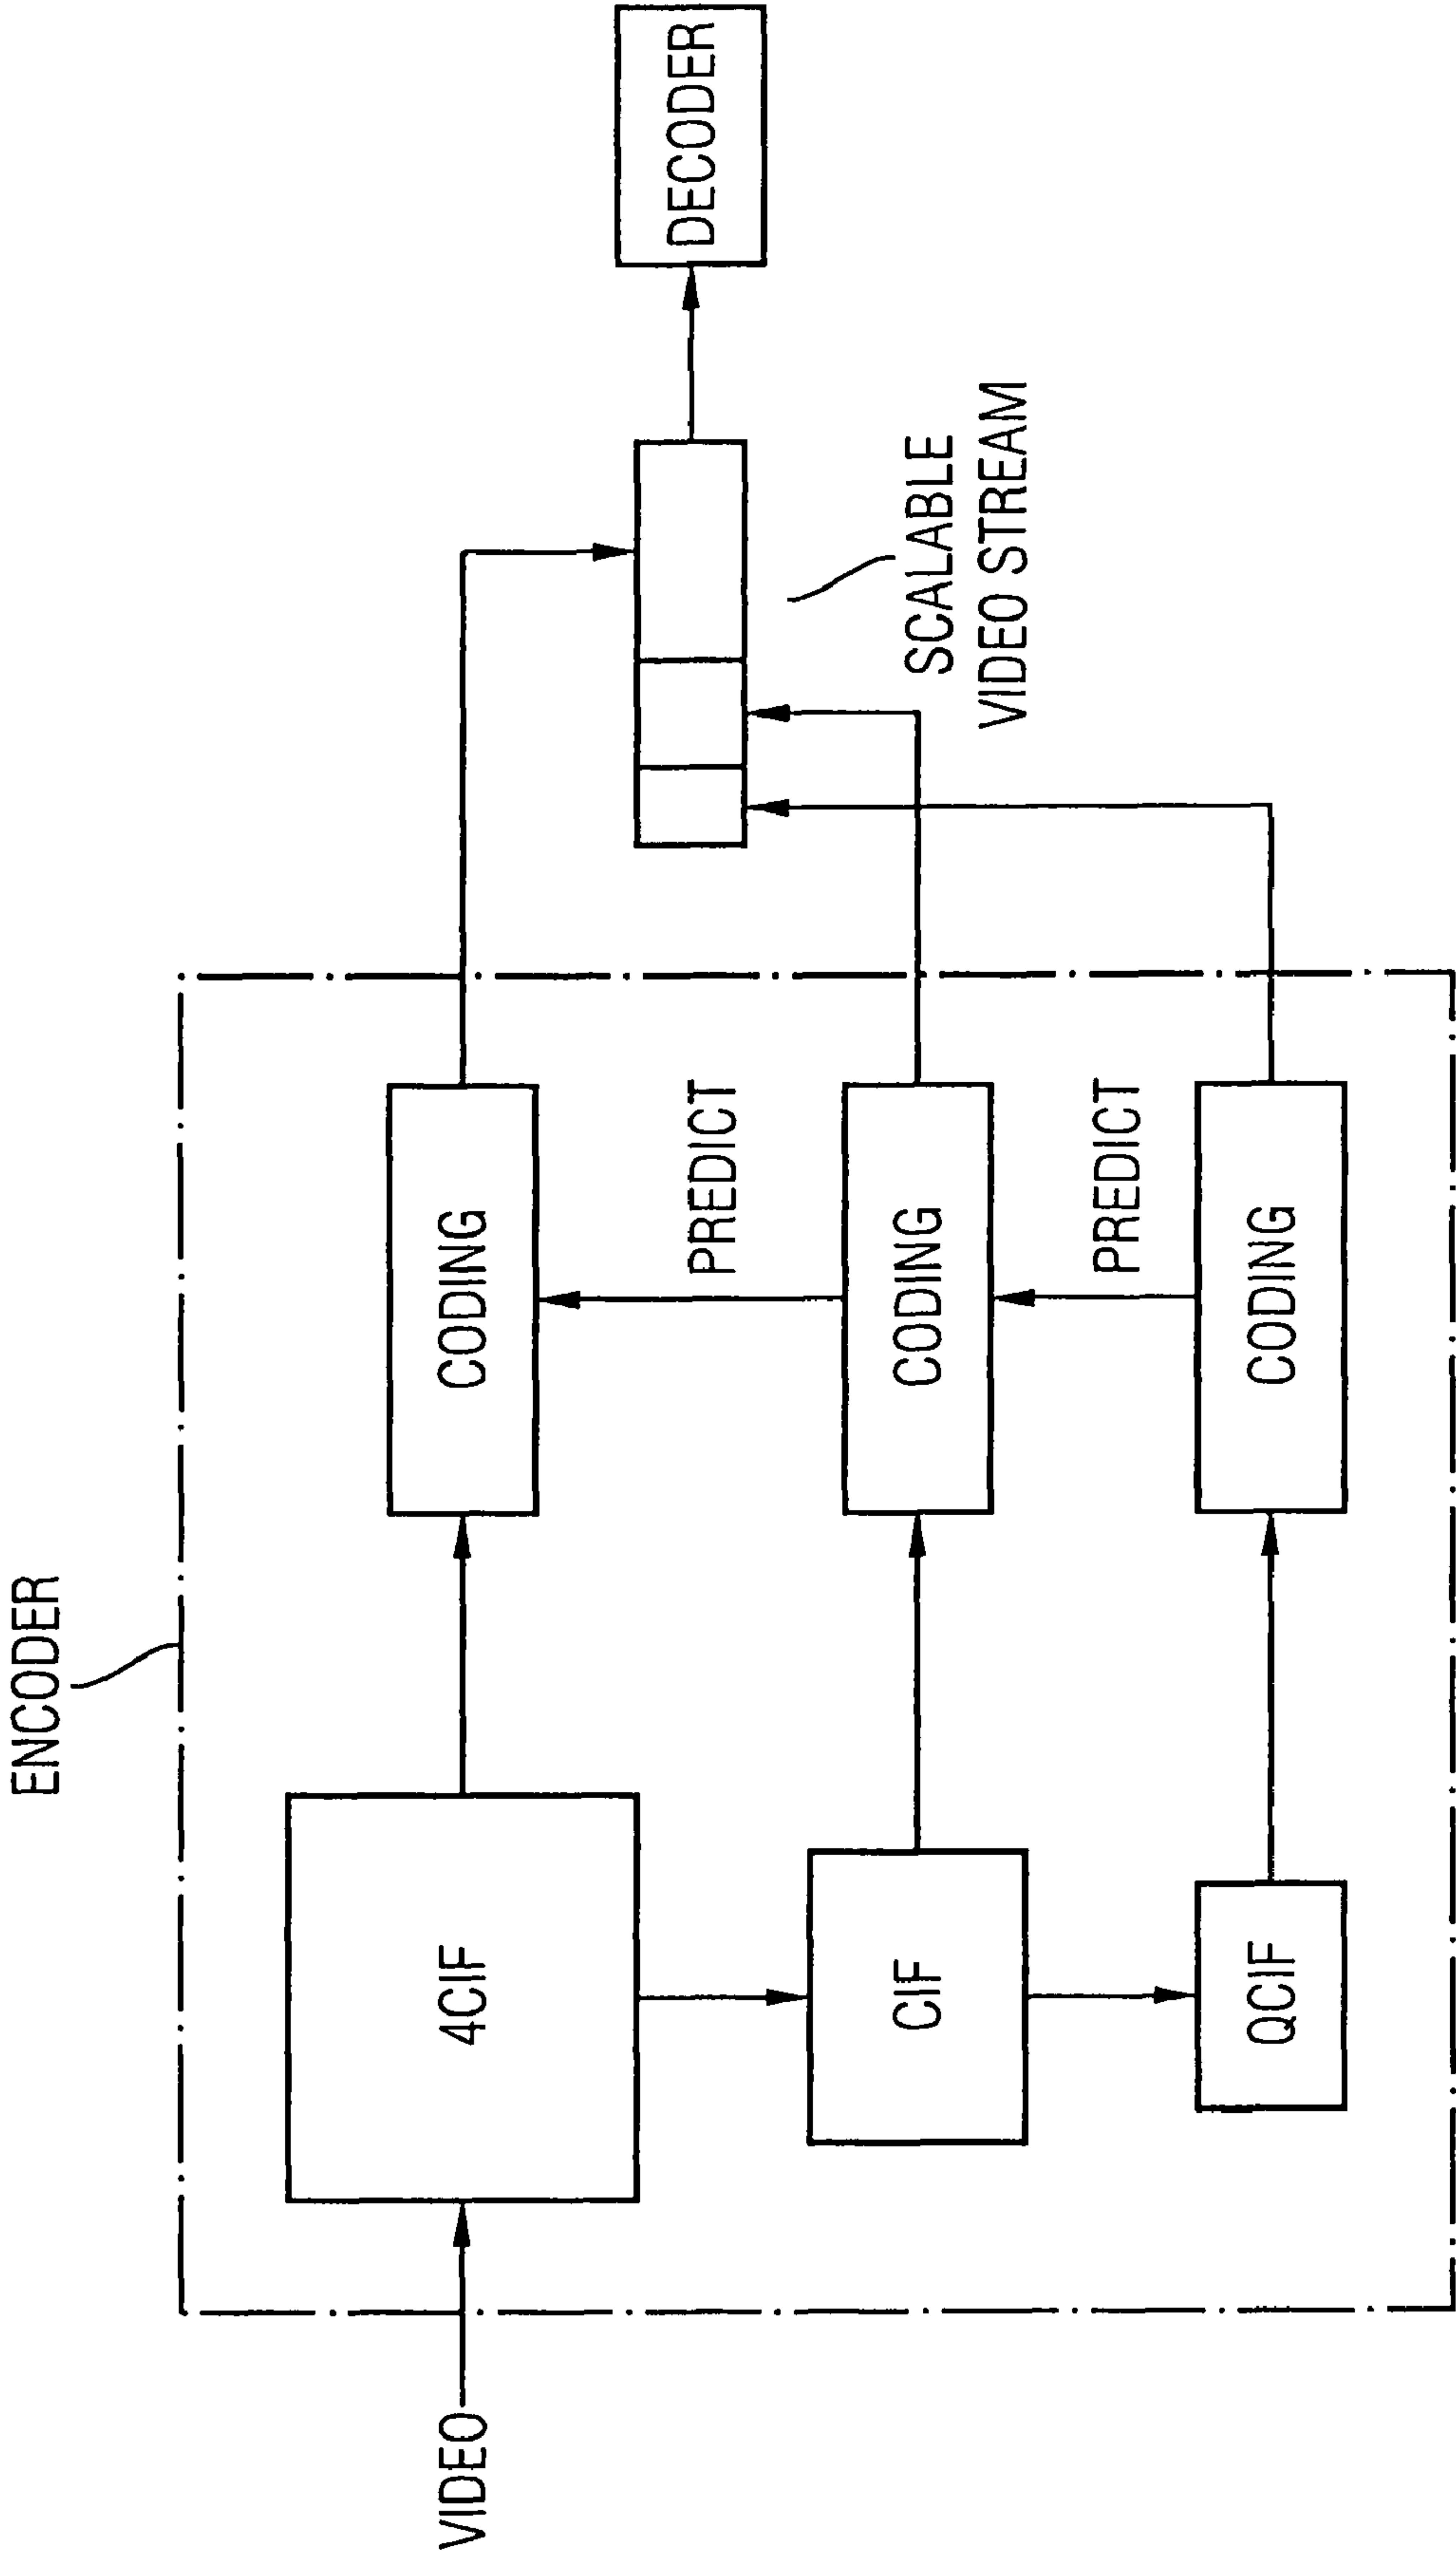 ENCODER
VIDEO
4CIF
CODING
PREDICT
CIF
CODING
PREDICT
QCIF
CODING
SCALABLE
VIDEO STREAM
DECODER